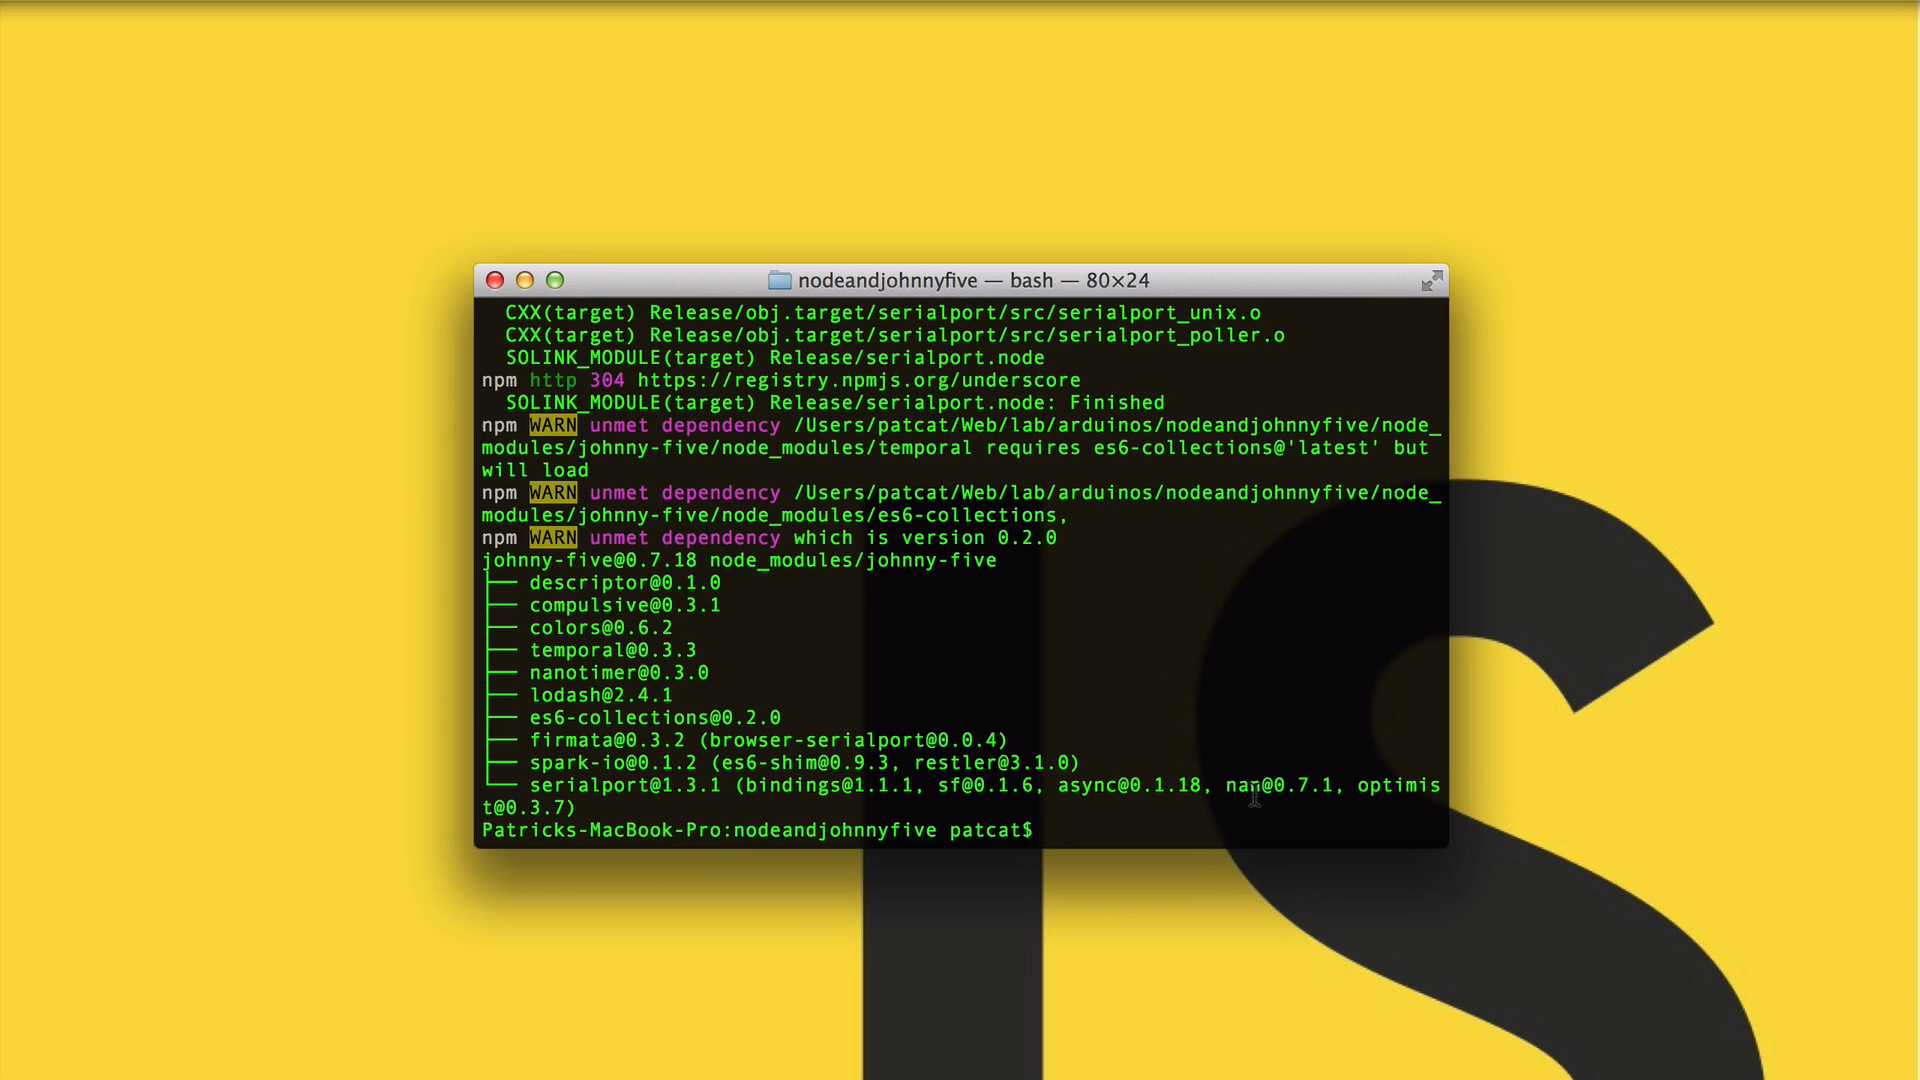 nodeandjohnnyfive — bash — 80×24
CXX(target) Release/obj.target/serialport/src/serialport_unix.o
CXX(target) Release/obj.target/serialport/src/serialport_poller.o
SOLINK_MODULE(target) Release/serialport.node
npm http 304 https://registry.npmjs.org/underscore
SOLINK_MODULE(target) Release/serialport.node: Finished
npm WARN unmet dependency /Users/patcat/Web/lab/arduinos/nodeandjohnnyfive/node_
modules/johnny-five/node_modules/temporal requires es6-collections@'latest' but
will load
npm WARN unmet dependency /Users/patcat/Web/lab/arduinos/nodeandjohnnyfive/node_
modules/johnny-five/node_modules/es6-collections,
npm WARN unmet dependency which is version 0.2.0
johnny-five@0.7.18 node_modules/johnny-five
├── descriptor@0.1.0
├── compulsive@0.3.1
├── colors@0.6.2
├── temporal@0.3.3
├── nanotimer@0.3.0
├── lodash@2.4.1
├── es6-collections@0.2.0
├── firmata@0.3.2 (browser-serialport@0.0.4)
├── spark-io@0.1.2 (es6-shim@0.9.3, restler@3.1.0)
└── serialport@1.3.1 (bindings@1.1.1, sf@0.1.6, async@0.1.18, nan@0.7.1, optimis
t@0.3.7)
Patricks-MacBook-Pro:nodeandjohnnyfive patcat$
JS